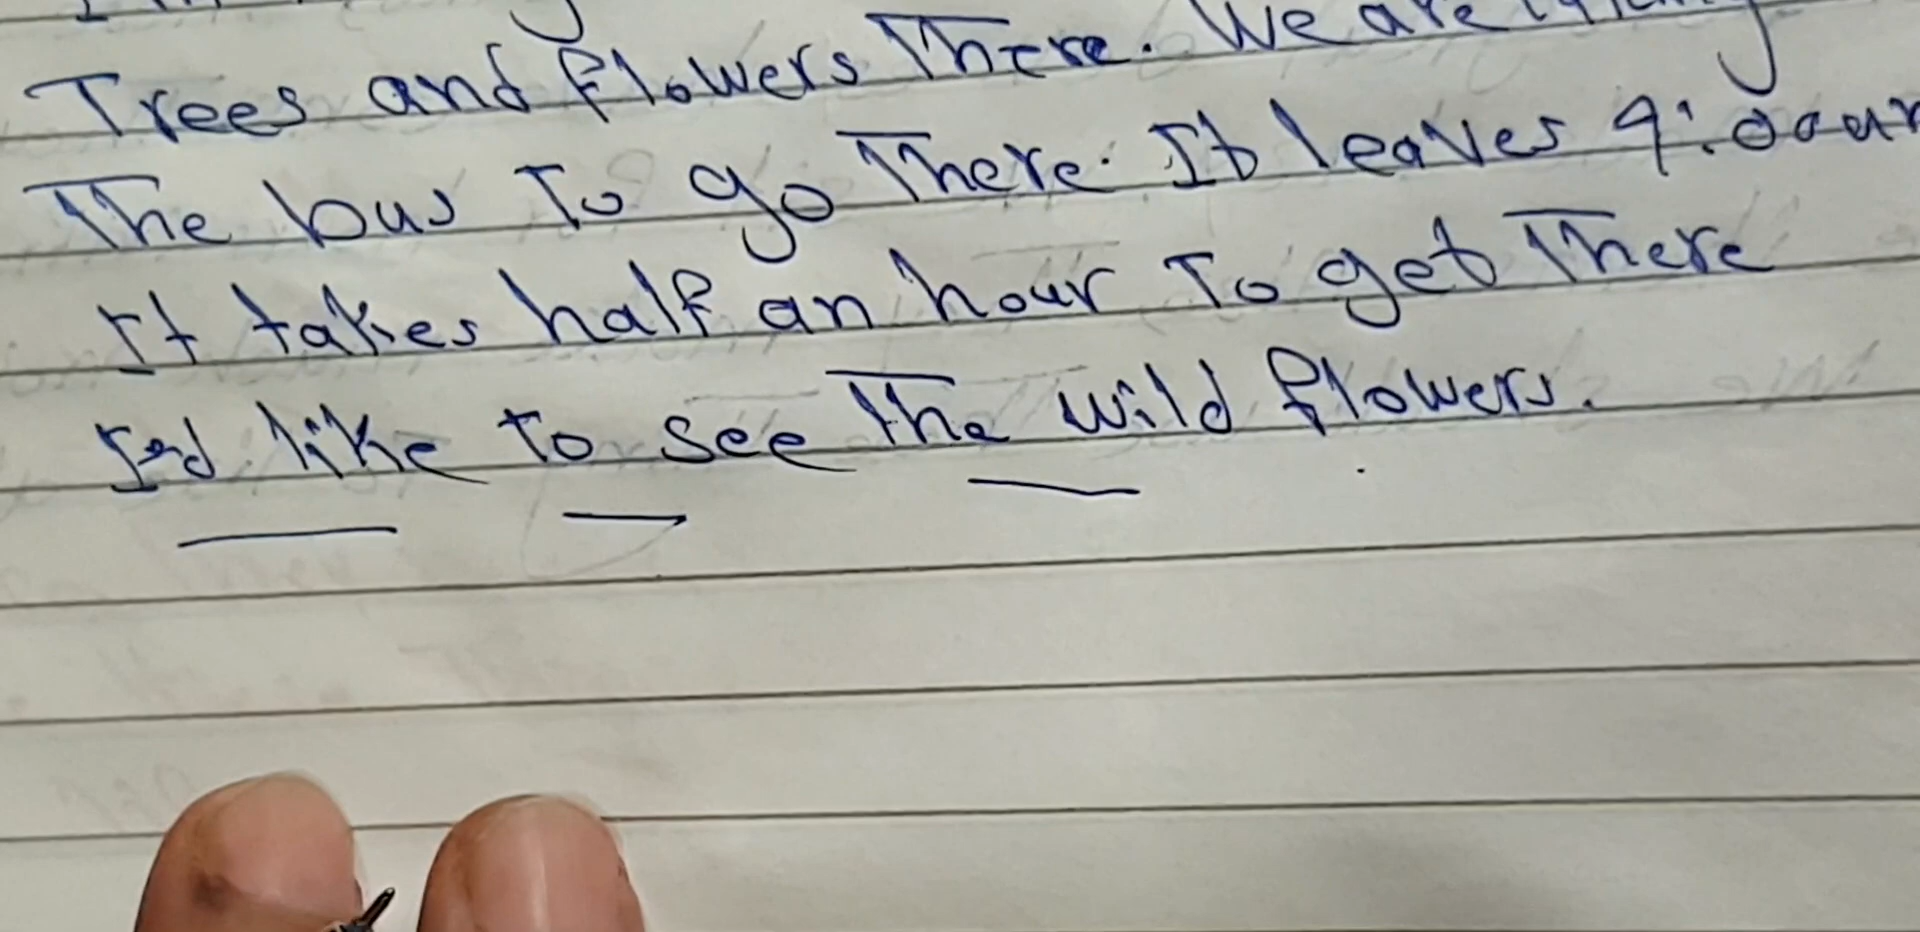 Trees and flowers There. We are
The bus To go There. It leaves 9:00am
It takes half an hour To get There
I'd like to see The wild flowers.